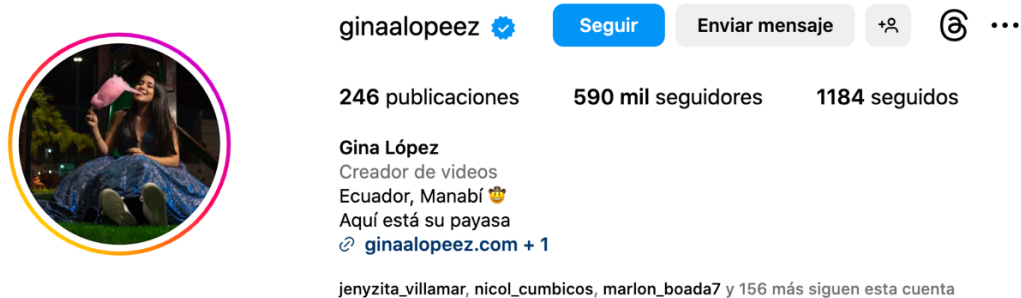 ginaalopeez Seguir Enviar mensaje
246 publicaciones 590 mil seguidores 1184 seguidos
Gina López
Creador de videos
Ecuador, Manabí 🤠
Aquí está su payasa
ginaalopeez.com + 1
jenyzita_villamar, nicol_cumbicos, marlon_boada7 y 156 más siguen esta cuenta